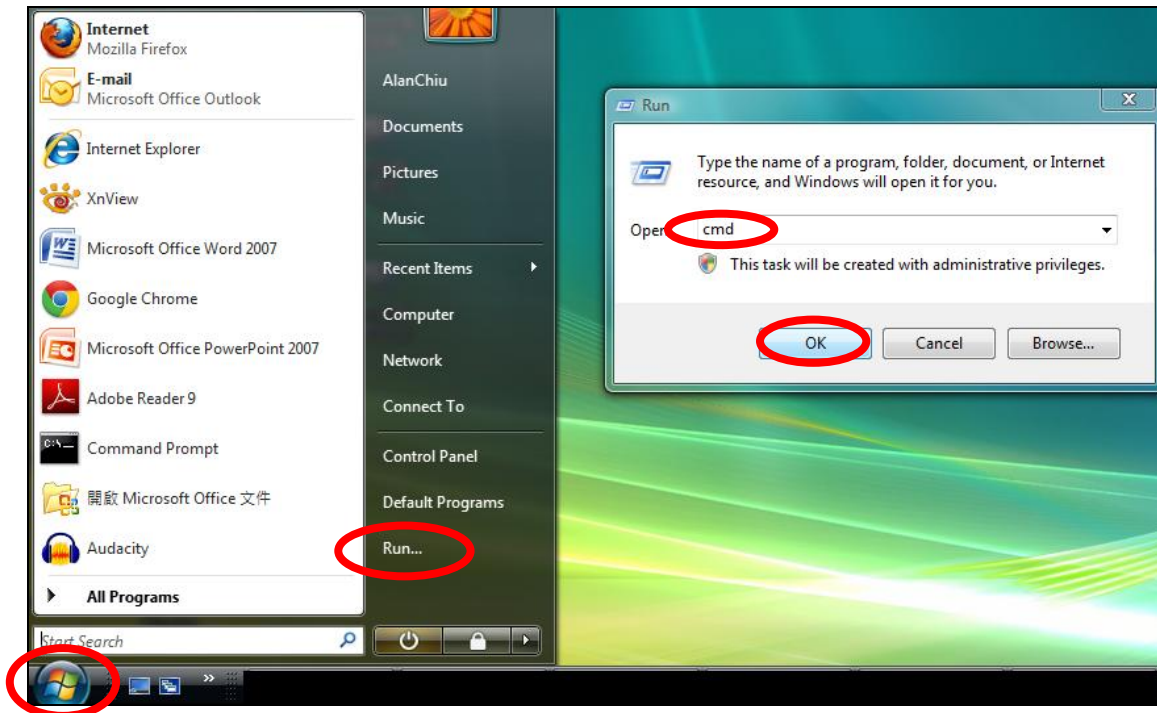 Internet
Mozilla Firefox
E-mail
Microsoft Office Outlook
Internet Explorer
XnView
Microsoft Office Word 2007
Google Chrome
Microsoft Office PowerPoint 2007
Adobe Reader 9
C:\
Command Prompt
開啟 Microsoft Office 文件
Audacity
All Programs
Start Search
AlanChiu
Documents
Pictures
Music
Recent Items
Computer
Network
Connect To
Control Panel
Default Programs
Run...
Run
Type the name of a program, folder, document, or Internet
resource, and Windows will open it for you.
Open
cmd
This task will be created with administrative privileges.
OK
Cancel
Browse...